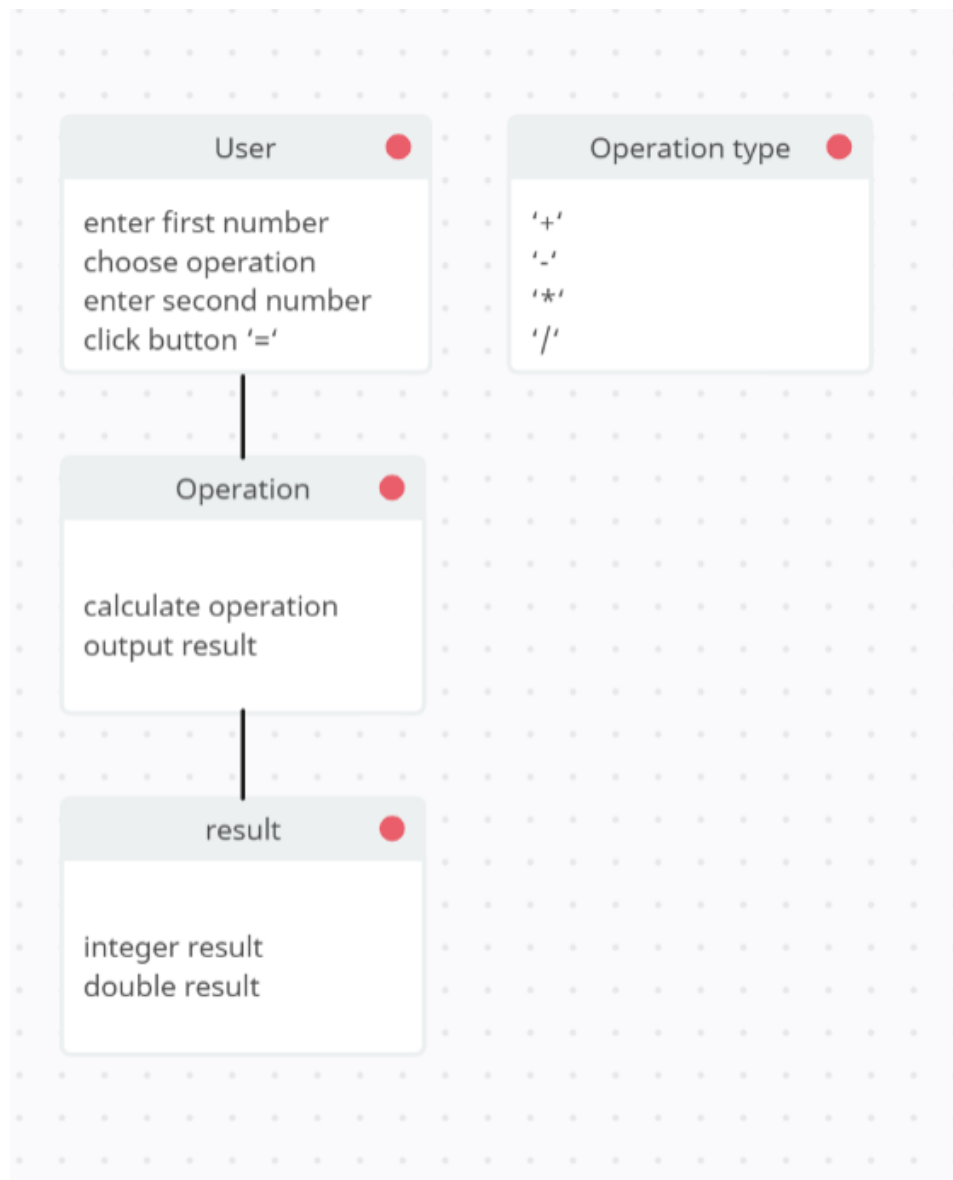 User
enter first number
choose operation
enter second number
click button ‘=‘
Operation type
‘+‘
‘-‘
‘*‘
‘/‘
Operation
calculate operation
output result
result
integer result
double result